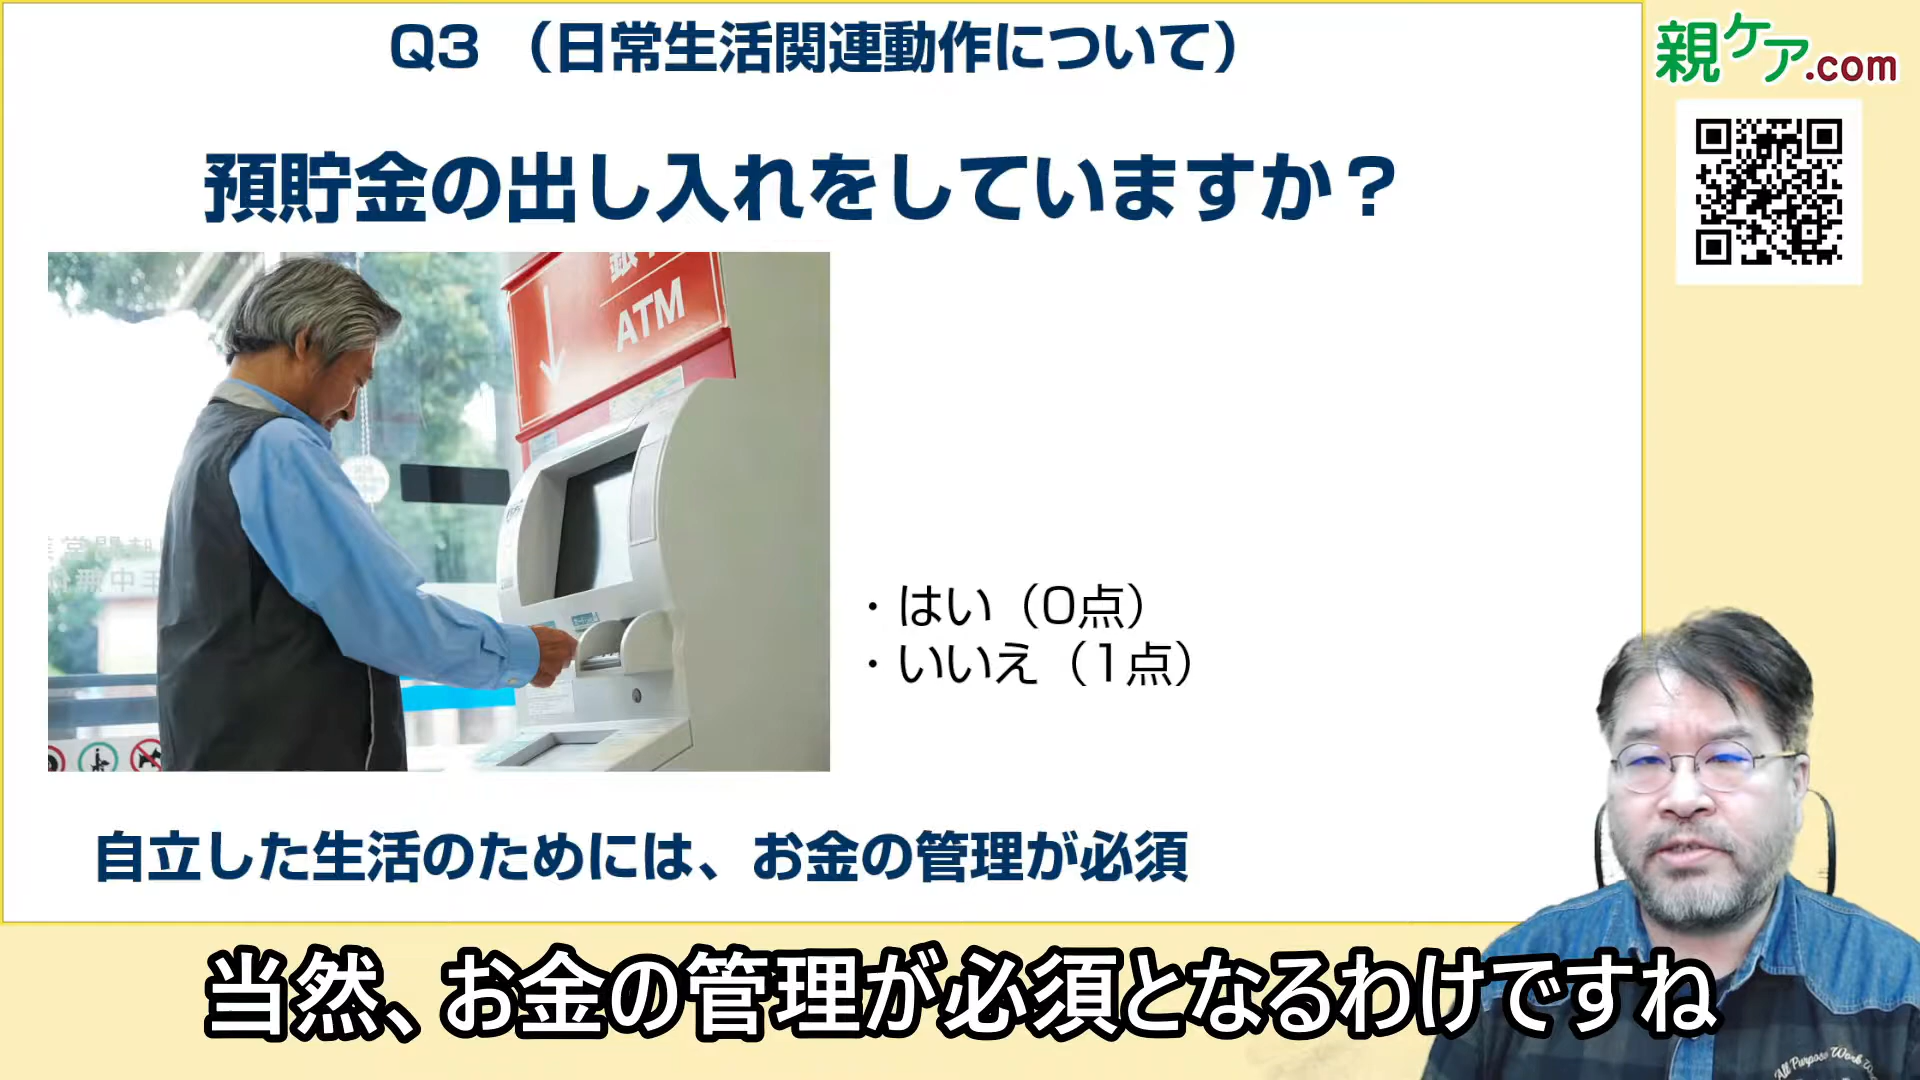 Q3 （日常生活関連動作について）
親ケア.com
預貯金の出し入れをしていますか？
ATM
・はい（0点）
・いいえ（1点）
自立した生活のためには、お金の管理が必須
当然、お金の管理が必須となるわけですね
All Purpose Work